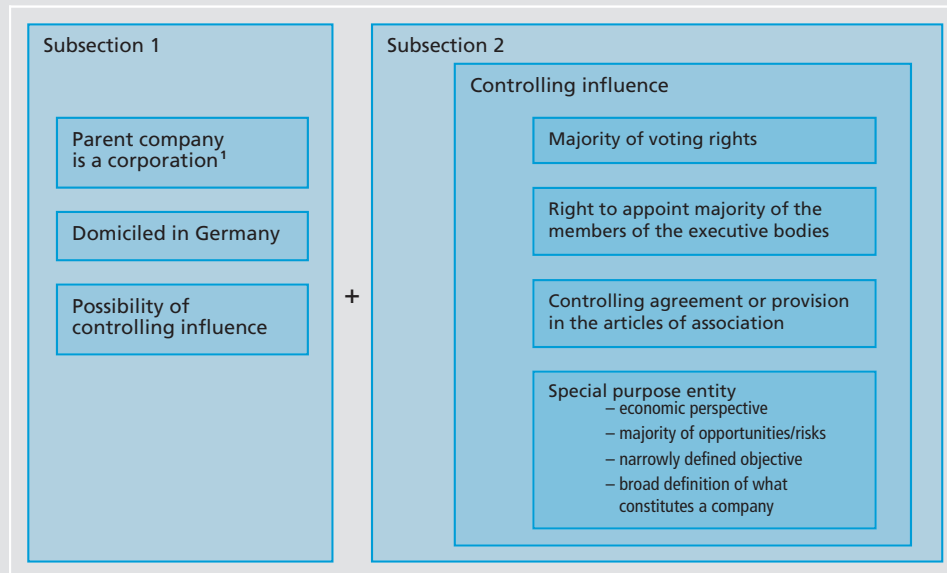 Subsection 1
Parent company
is a corporation¹
Domiciled in Germany
Possibility of
controlling influence
+
Subsection 2
Controlling influence
Majority of voting rights
Right to appoint majority of the
members of the executive bodies
Controlling agreement or provision
in the articles of association
Special purpose entity
– economic perspective
– majority of opportunities/risks
– narrowly defined objective
– broad definition of what
constitutes a company